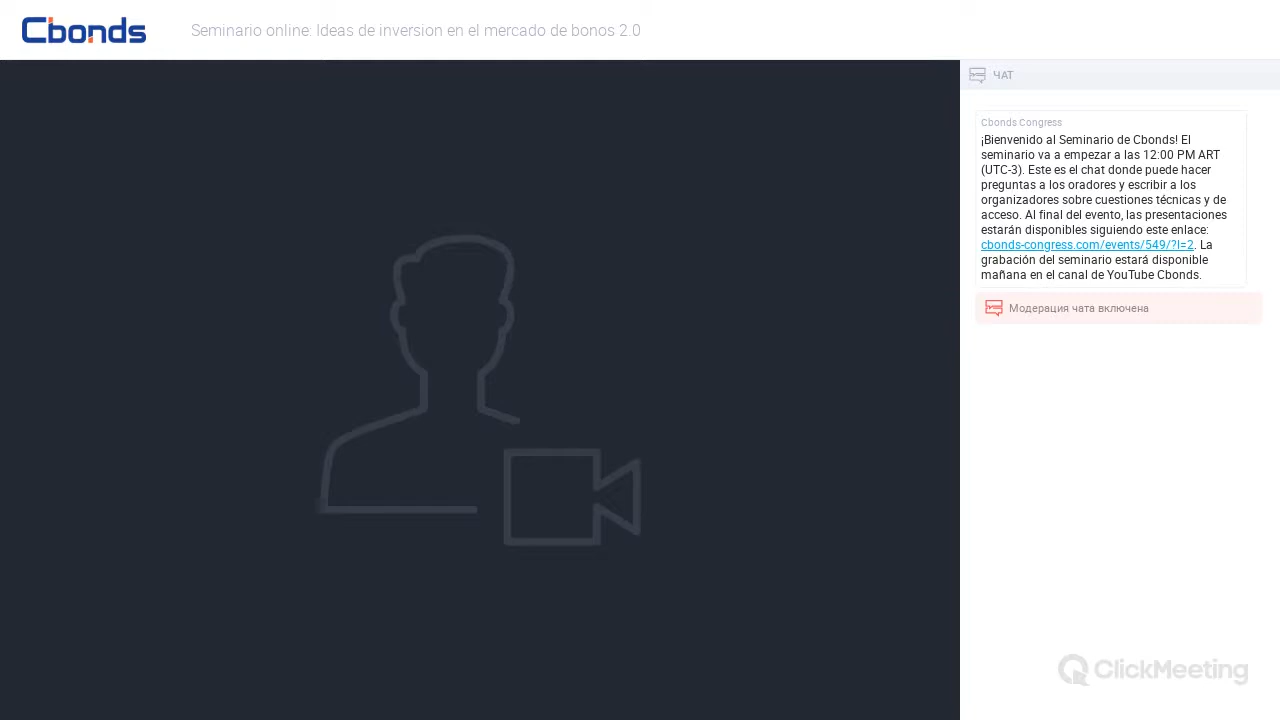 Cbonds
Seminario online: Ideas de inversion en el mercado de bonos 2.0
ЧАТ
Cbonds Congress
¡Bienvenido al Seminario de Cbonds! El
seminario va a empezar a las 12:00 PM ART
(UTC-3). Este es el chat donde puede hacer
preguntas a los oradores y escribir a los
organizadores sobre cuestiones técnicas y de
acceso. Al final del evento, las presentaciones
estarán disponibles siguiendo este enlace:
cbonds-congress.com/events/549/?l=2. La
grabación del seminario estará disponible
mañana en el canal de YouTube Cbonds.
Модерация чата включена
ClickMeeting